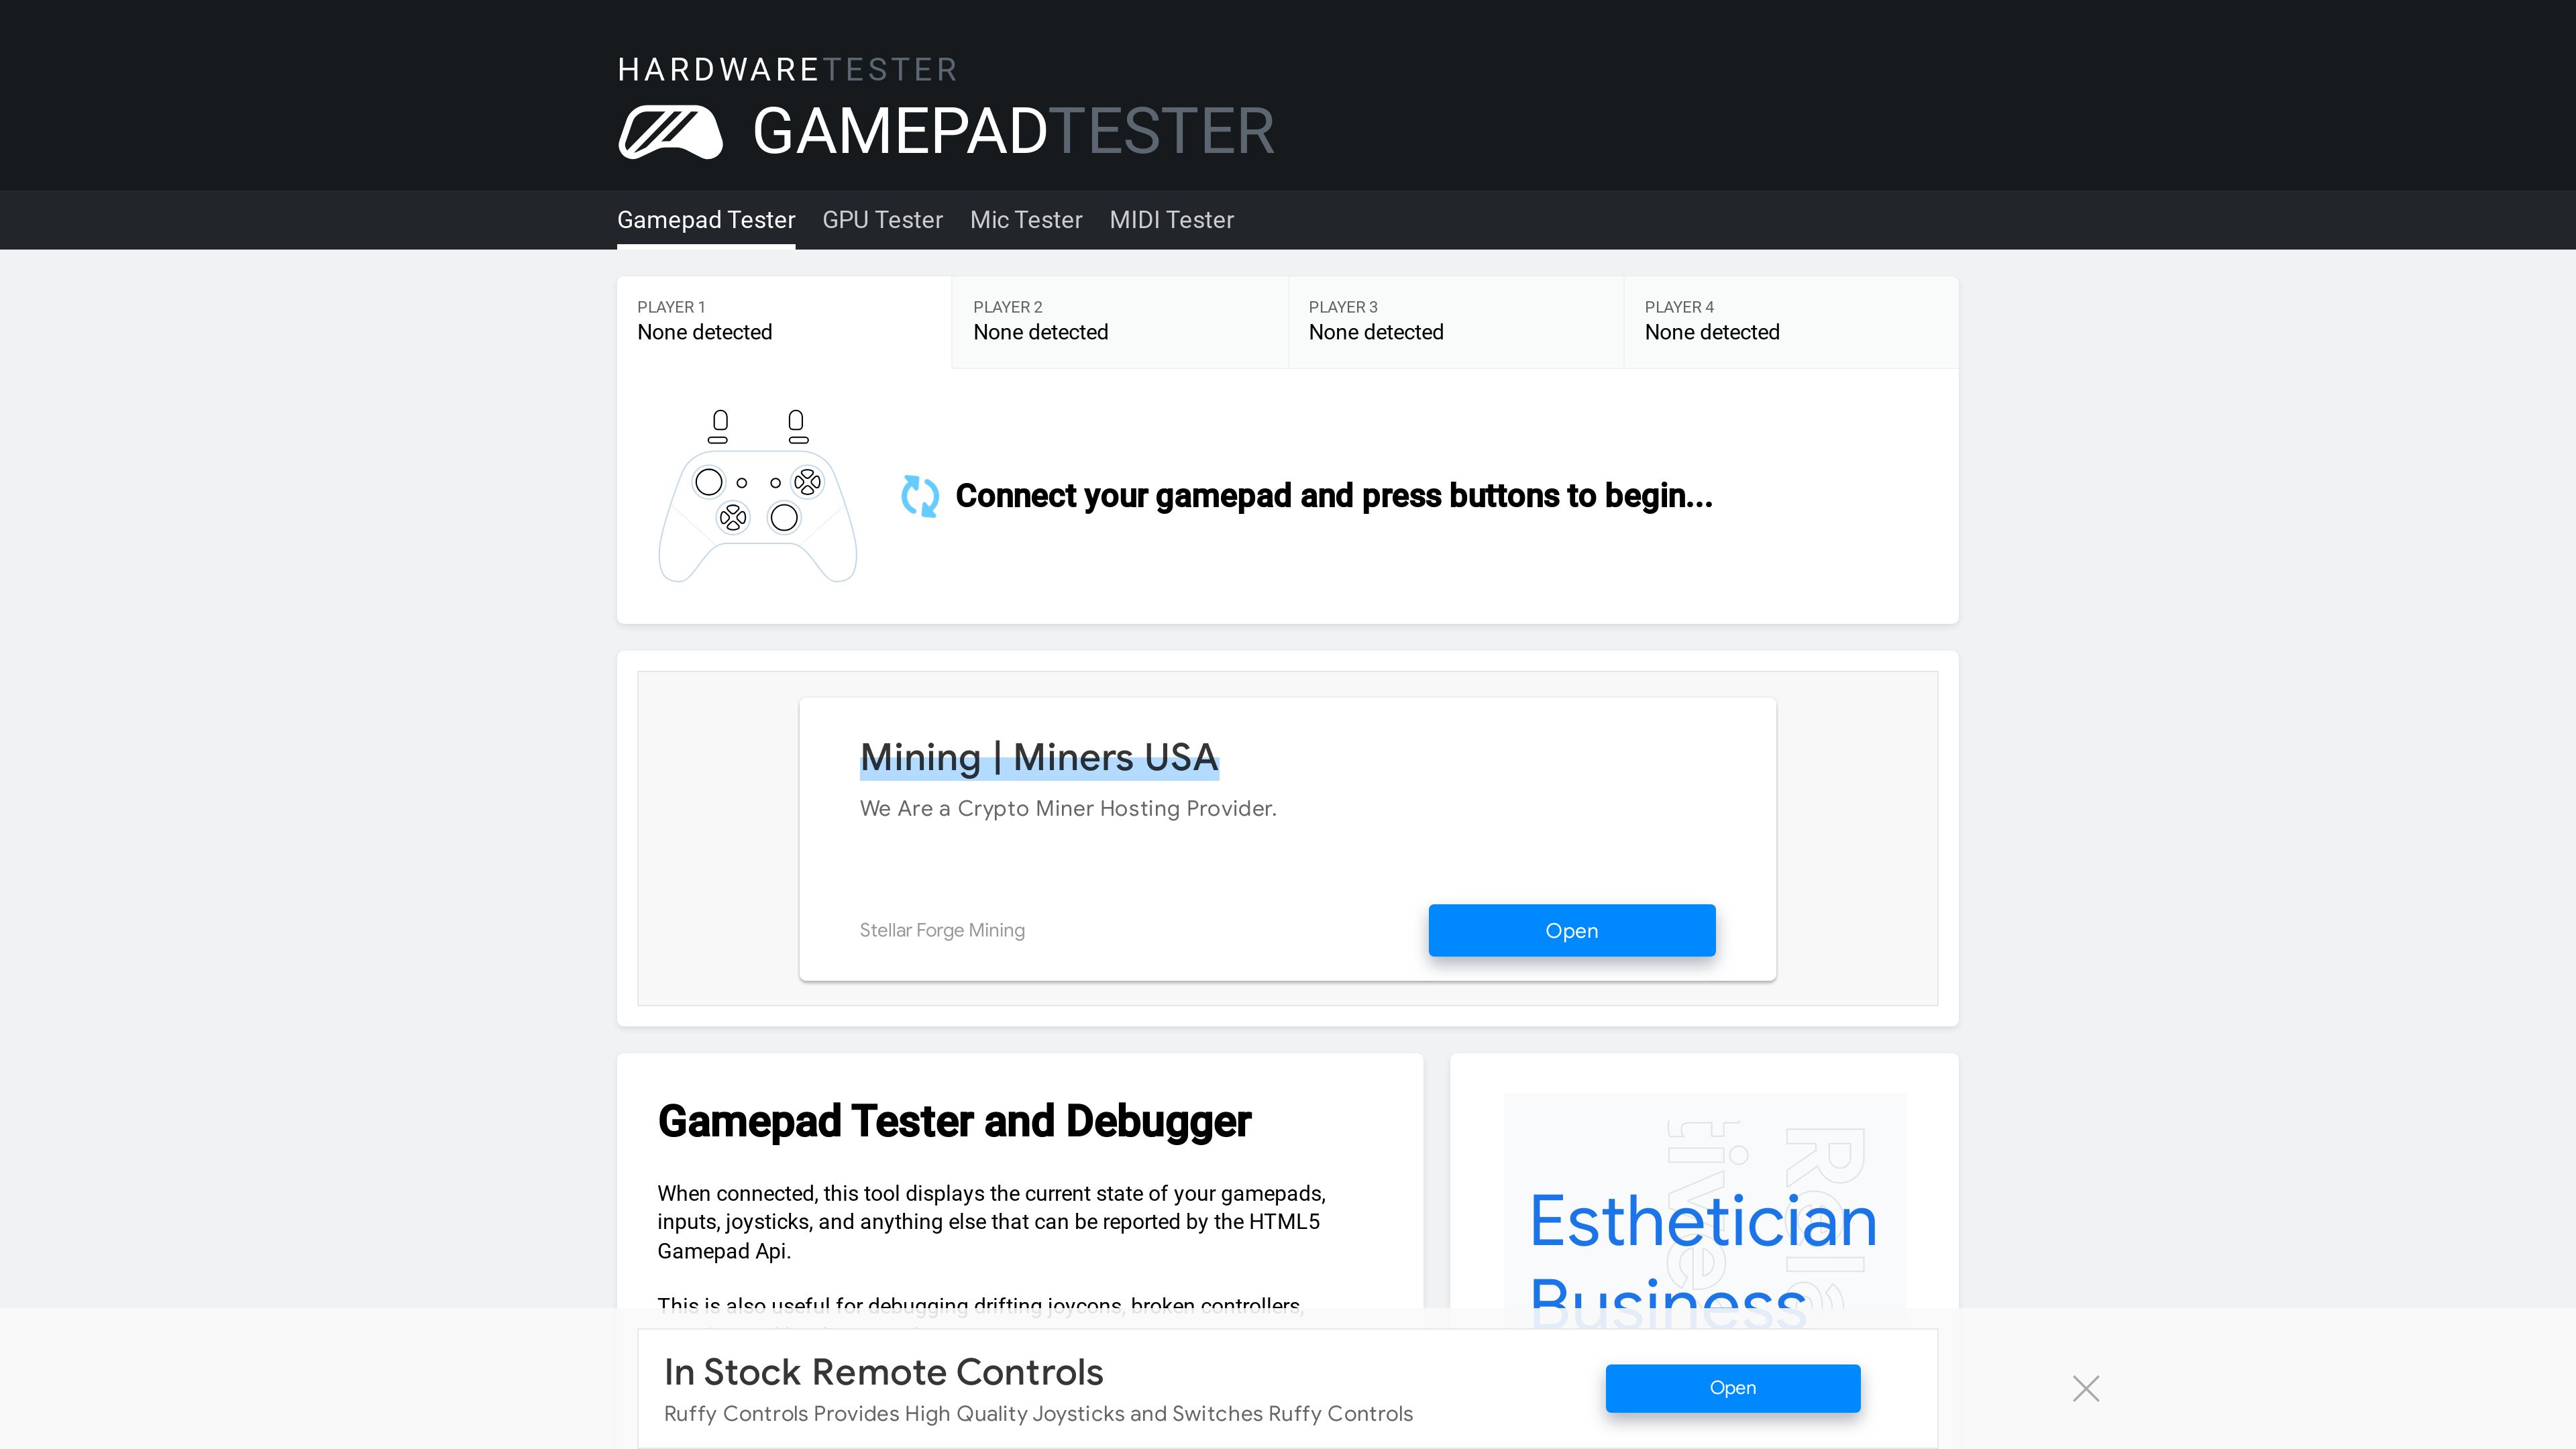 HARDWARETESTER
GAMEPADTESTER
Gamepad Tester GPU Tester Mic Tester MIDI Tester
PLAYER 1
None detected
PLAYER 2
None detected
PLAYER 3
None detected
PLAYER 4
None detected
Connect your gamepad and press buttons to begin...
Mining | Miners USA
We Are a Crypto Miner Hosting Provider.
Stellar Forge Mining
Open
Gamepad Tester and Debugger
When connected, this tool displays the current state of your gamepads,
inputs, joysticks, and anything else that can be reported by the HTML5
Gamepad Api.
This is also useful for debugging drifting joycons, broken controllers,
Esthetician
Business
In Stock Remote Controls
Ruffy Controls Provides High Quality Joysticks and Switches Ruffy Controls
Open